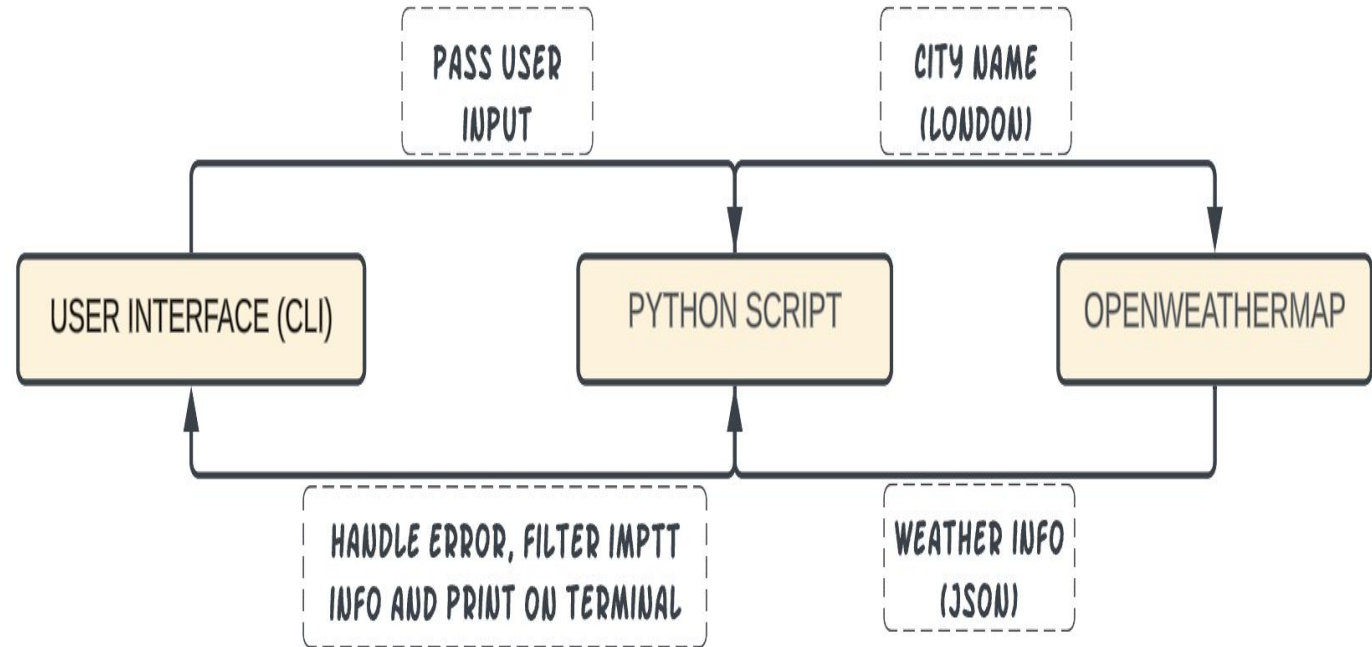 PASS USER
INPUT
CITY NAME
(LONDON)
USER INTERFACE (CLI)
PYTHON SCRIPT
OPENWEATHERMAP
HANDLE ERROR, FILTER IMPTT
INFO AND PRINT ON TERMINAL
WEATHER INFO
(JSON)